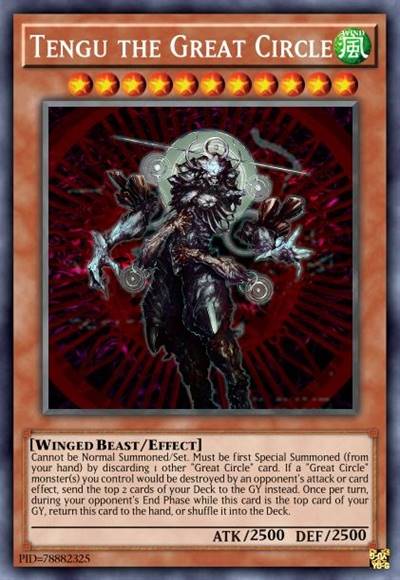 Tengu the Great Circle
WIND
風
[Winged Beast/Effect]
Cannot be Normal Summoned/Set. Must be first Special Summoned (from
your hand) by discarding 1 other "Great Circle" card. If a "Great Circle"
monster(s) you control would be destroyed by an opponent's attack or card
effect, send the top 2 cards of your Deck to the GY instead. Once per turn,
during your opponent's End Phase while this card is the top card of your
GY, return this card to the hand, or shuffle it into the Deck.
ATK/2500 DEF/2500
PID=78882325